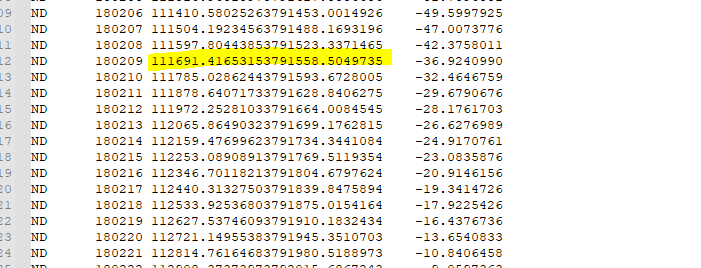 09 ND 180206 111410.58025263791453.0014926 -49.5997925
10 ND 180207 111504.19234563791488.1693196 -47.0073776
11 ND 180208 111597.80443853791523.3371465 -42.3758011
12 ND 180209 111691.41653153791558.5049735 -36.9240990
13 ND 180210 111785.02862443791593.6728005 -32.4646759
14 ND 180211 111878.64071733791628.8406275 -29.6790676
15 ND 180212 111972.25281033791664.0084545 -28.1761703
16 ND 180213 112065.86490323791699.1762815 -26.6276989
17 ND 180214 112159.47699623791734.3441084 -24.9170761
18 ND 180215 112253.08908913791769.5119354 -23.0835876
19 ND 180216 112346.70118213791804.6797624 -20.9146156
20 ND 180217 112440.31327503791839.8475894 -19.3414726
21 ND 180218 112533.92536803791875.0154164 -17.9225426
22 ND 180219 112627.53746093791910.1832434 -16.4376736
23 ND 180220 112721.14955383791945.3510703 -13.6540833
24 ND 180221 112814.76164683791980.5188973 -10.8406458